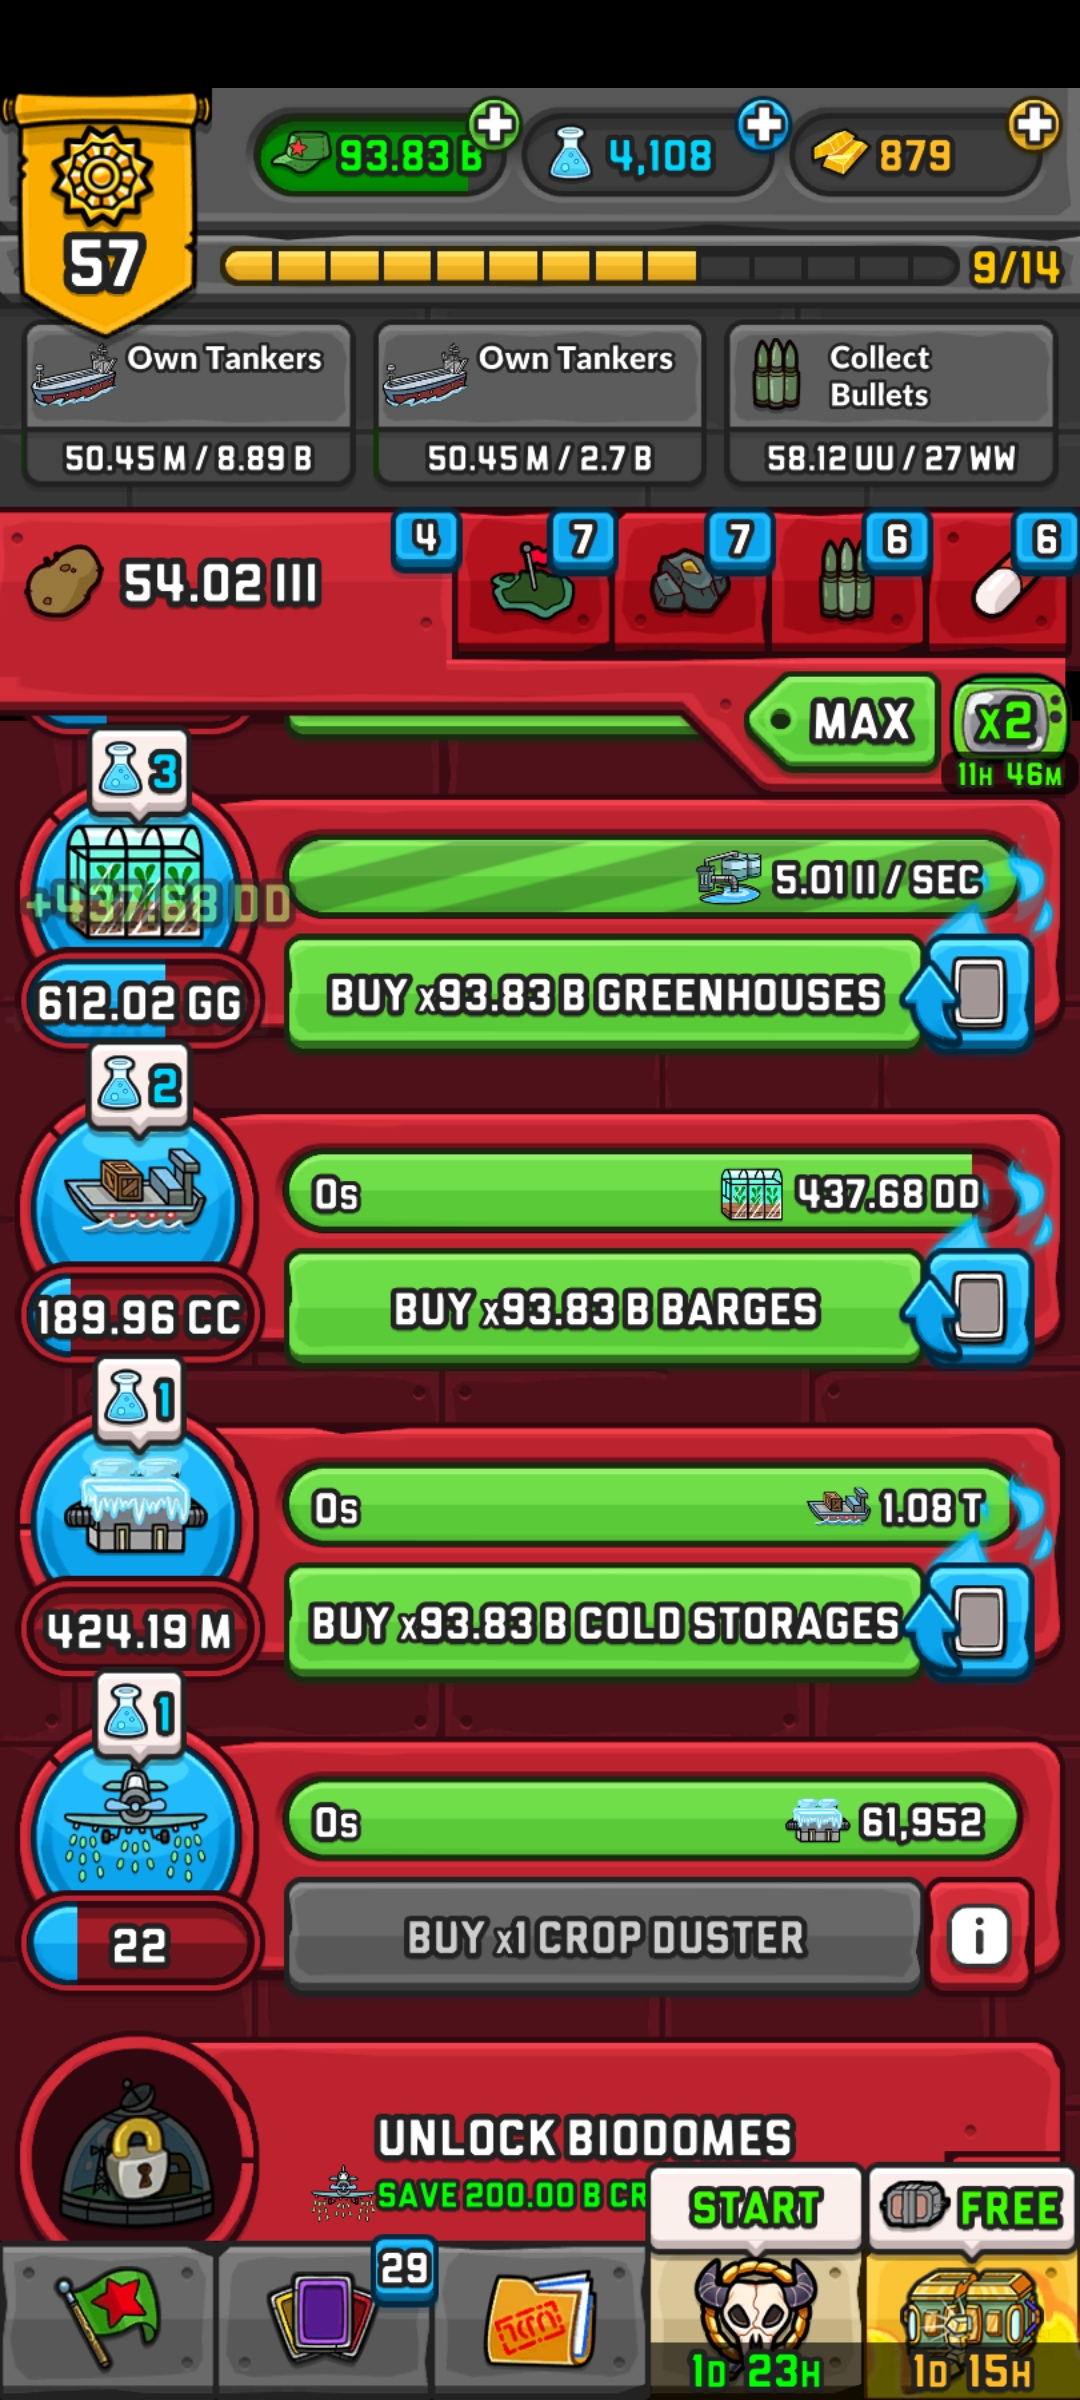 93.83 B
4,108
879
57
9/14
Own Tankers
50.45 M / 8.89 B
Own Tankers
50.45 M / 2.7 B
Collect
Bullets
58.12 UU / 27 WW
54.02 III
4
7
7
6
6
MAX
x2
11H 46M
3
+437.68 DD
5.01 II / SEC
612.02 GG
BUY x93.83 B GREENHOUSES
2
0s
437.68 DD
189.96 CC
BUY x93.83 B BARGES
1
0s
1.08 T
424.19 M
BUY x93.83 B COLD STORAGES
1
0s
61,952
22
BUY x1 CROP DUSTER
i
UNLOCK BIODOMES
SAVE 200.00 B CR
START
FREE
29
1D 23H
1D 15H